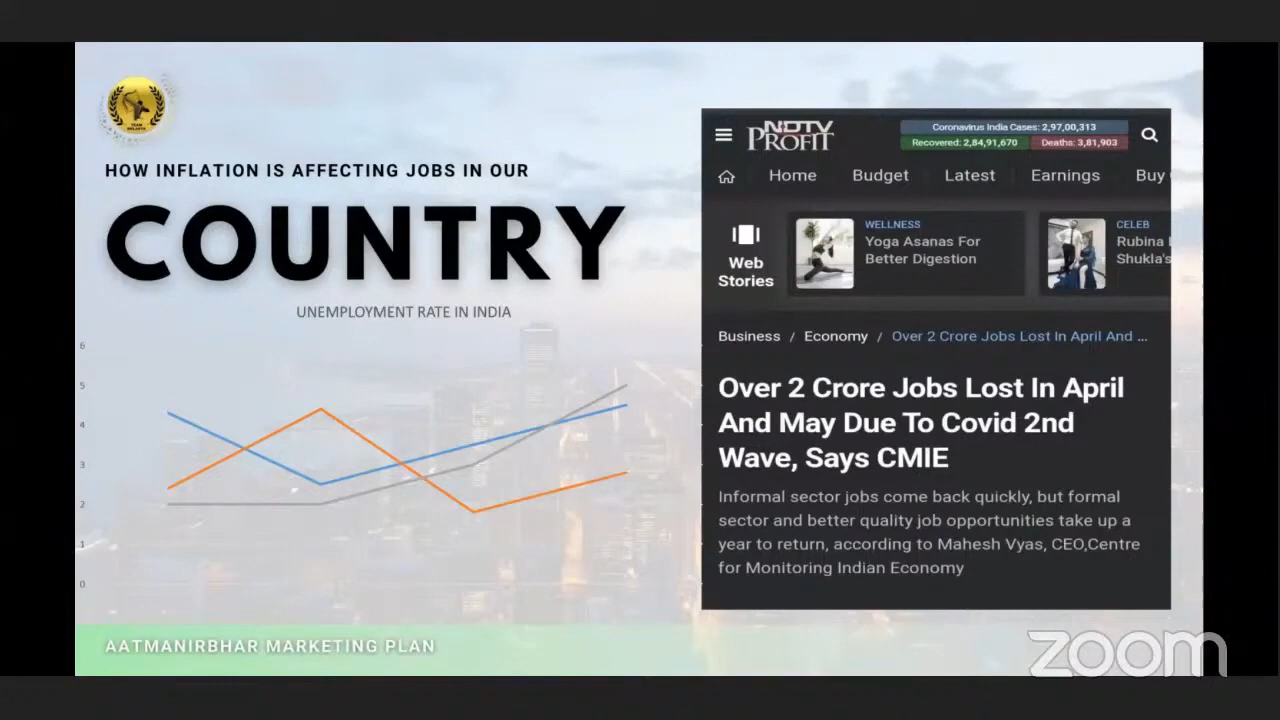 HOW INFLATION IS AFFECTING JOBS IN OUR
COUNTRY
UNEMPLOYMENT RATE IN INDIA
6
5
4
3
2
1
0
AATMANIRBHAR MARKETING PLAN
NDTV
PROFIT
Coronavirus India Cases: 2,97,00,313
Recovered: 2,84,91,670 Deaths: 3,81,903
Home Budget Latest Earnings Buy
Web
Stories
WELLNESS
Yoga Asanas For
Better Digestion
CELEB
Rubina
Shukla's
Business / Economy / Over 2 Crore Jobs Lost In April And ...
Over 2 Crore Jobs Lost In April
And May Due To Covid 2nd
Wave, Says CMIE
Informal sector jobs come back quickly, but formal
sector and better quality job opportunities take up a
year to return, according to Mahesh Vyas, CEO,Centre
for Monitoring Indian Economy
zoom